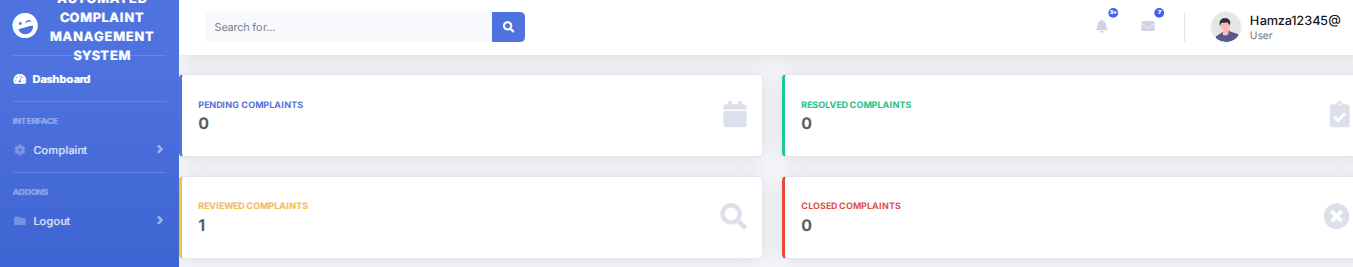 AUTOMATED
COMPLAINT
MANAGEMENT
SYSTEM
Search for...
3+
7
Hamza12345@
User
Dashboard
INTERFACE
Complaint
ADDONS
Logout
PENDING COMPLAINTS
0
RESOLVED COMPLAINTS
0
REVIEWED COMPLAINTS
1
CLOSED COMPLAINTS
0